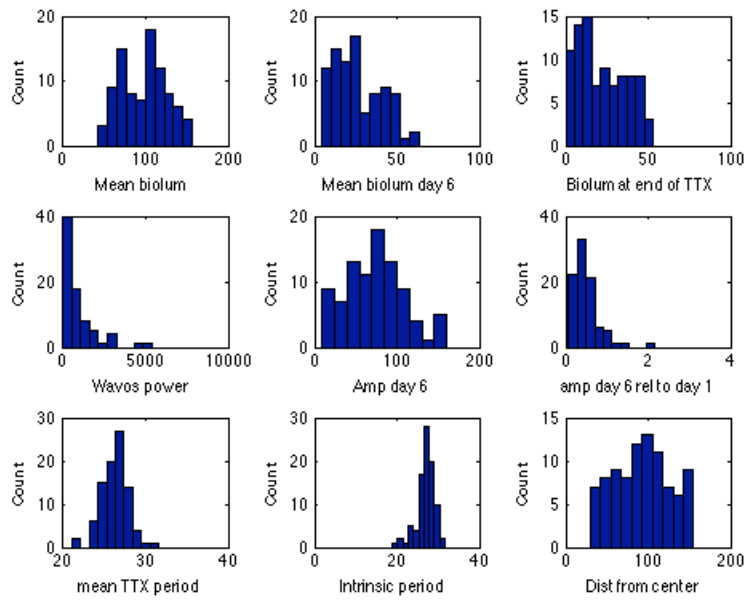 20 20 15
Count 10 Count 10 Count 10
5
0 0 0
0 100 200 0 50 100 0 50 100
Mean biolum Mean biolum day 6 Biolum at end of TTX
40 20 40
Count 20 Count 10 Count 20
0 0 0
0 5000 10000 0 100 200 0 2 4
Wavos power Amp day 6 amp day 6 rel to day 1
30 30 15
20 20 10
Count Count Count
10 10 5
0 0 0
20 30 40 0 20 40 0 100 200
mean TTX period Intrinsic period Dist from center